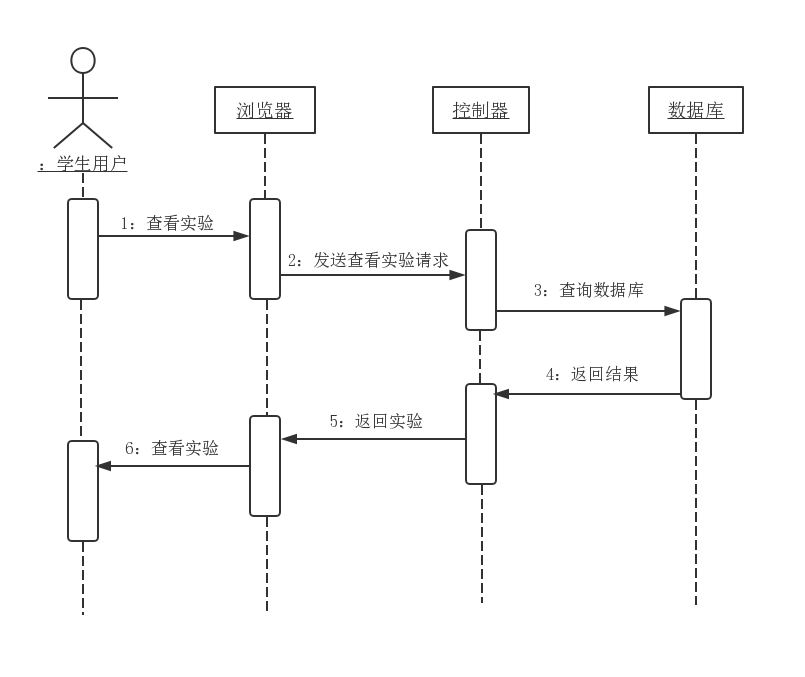 浏览器
控制器
数据库
：学生用户
1：查看实验
2：发送查看实验请求
3：查询数据库
4：返回结果
5：返回实验
6：查看实验